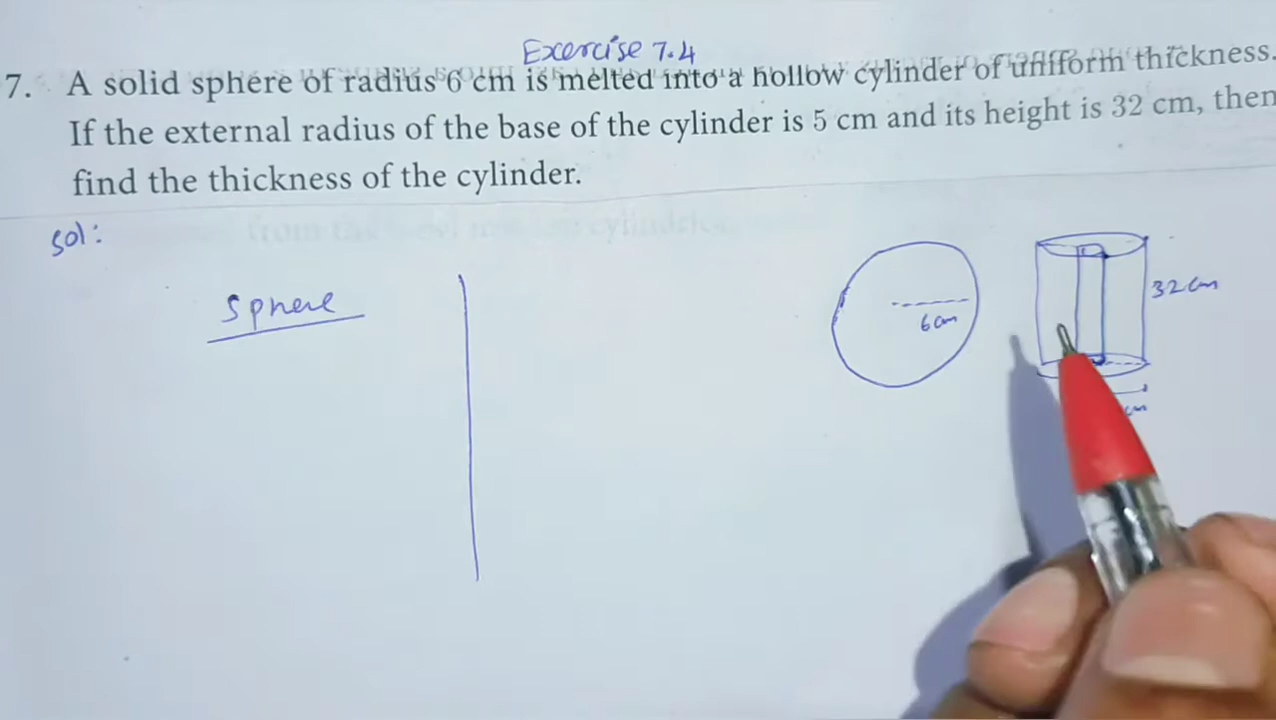 Exercise 7.4
7. A solid sphere of radius 6 cm is melted into a hollow cylinder of uniform thickness.
If the external radius of the base of the cylinder is 5 cm and its height is 32 cm, then
find the thickness of the cylinder.
Sol:
Sphere
32cm
6cm
cm